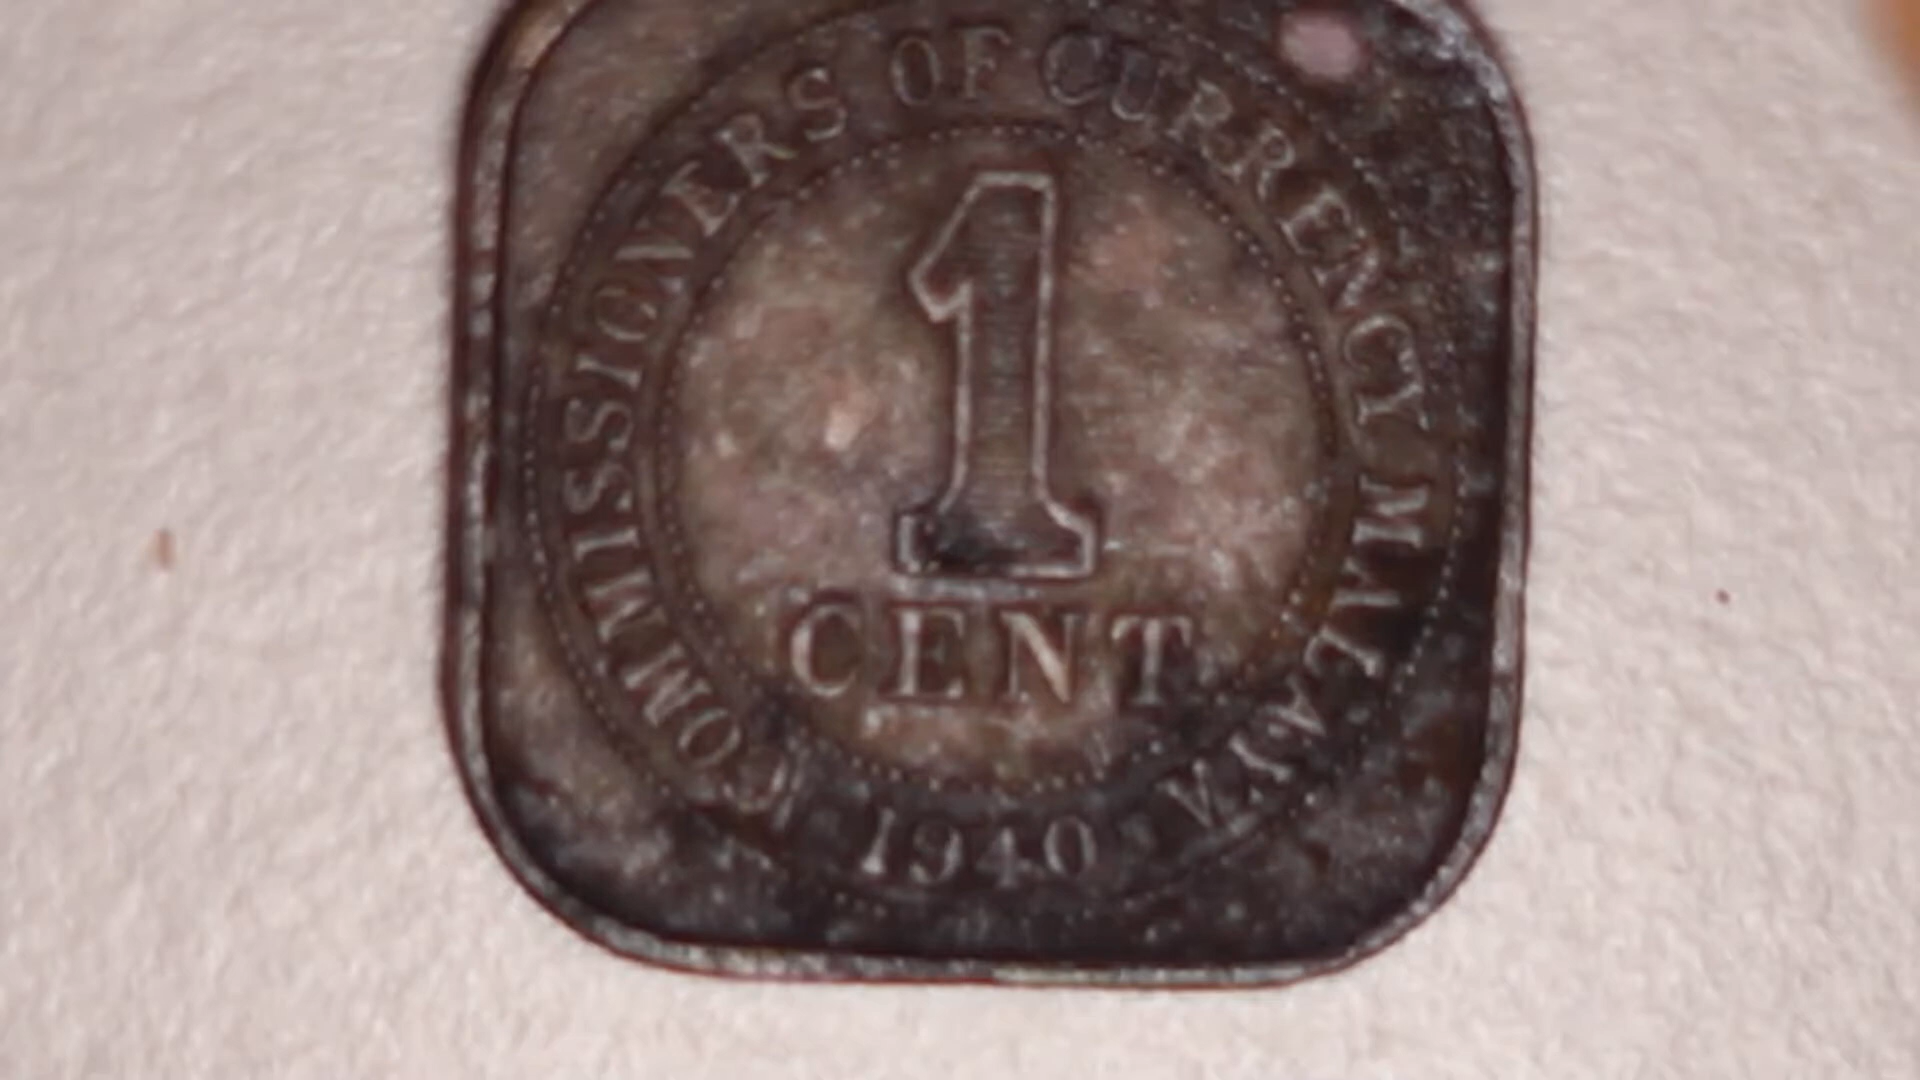 COMMISSIONERS OF CURRENCY MALAYA
1
CENT
1940